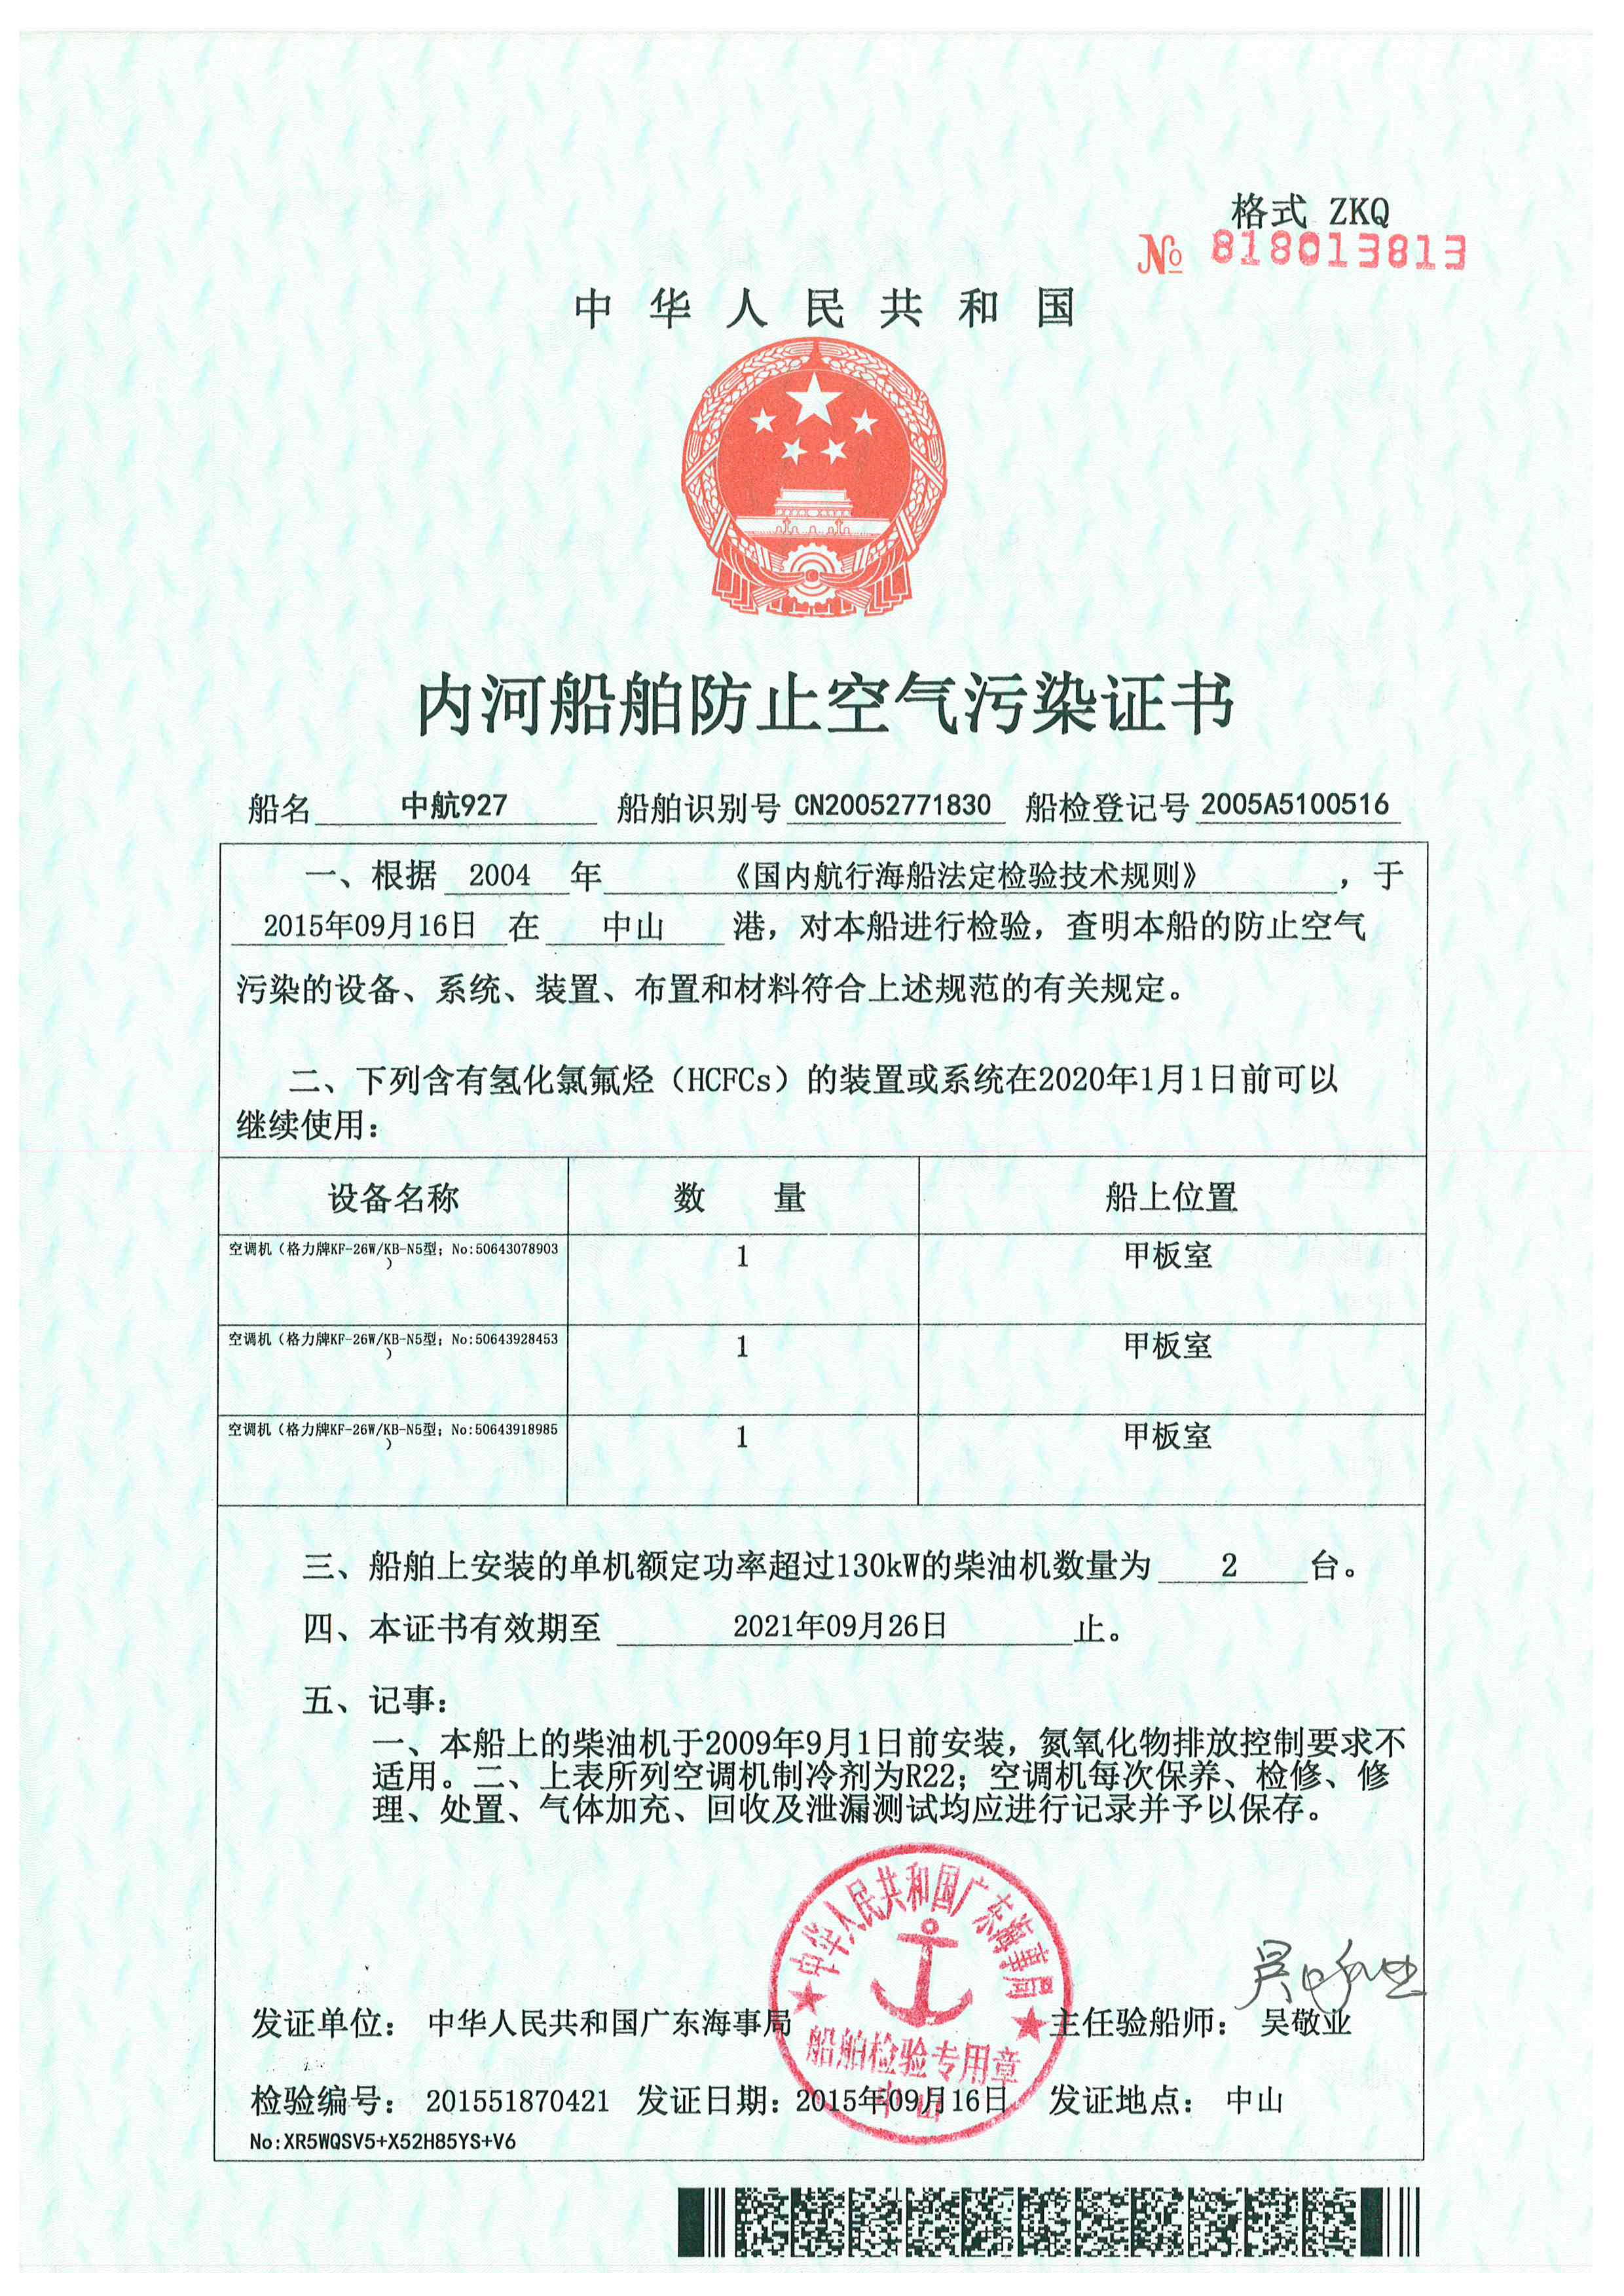 格式 ZKQ
№ 818013813
中华人民共和国
内河船舶防止空气污染证书
船名 中航927 船舶识别号 CN20052771830 船检登记号 2005A5100516
一、根据 2004 年 《国内航行海船法定检验技术规则》 ，于
2015年09月16日 在 中山 港，对本船进行检验，查明本船的防止空气
污染的设备、系统、装置、布置和材料符合上述规范的有关规定。
二、下列含有氢化氯氟烃（HCFCs）的装置或系统在2020年1月1日前可以
继续使用：
设备名称 数 量 船上位置
空调机（格力牌KF-26W/KB-N5型；No:50643078903
） 1 甲板室
空调机（格力牌KF-26W/KB-N5型；No:50643928453
） 1 甲板室
空调机（格力牌KF-26W/KB-N5型；No:50643918985
） 1 甲板室
三、船舶上安装的单机额定功率超过130kW的柴油机数量为 2 台。
四、本证书有效期至 2021年09月26日 止。
五、记事：
一、本船上的柴油机于2009年9月1日前安装，氮氧化物排放控制要求不
适用。二、上表所列空调机制冷剂为R22；空调机每次保养、检修、修
理、处置、气体加充、回收及泄漏测试均应进行记录并予以保存。
中华人民共和国广东海事局
船舶检验专用章
中山
吴敬业
发证单位： 中华人民共和国广东海事局 主任验船师： 吴敬业
检验编号： 201551870421 发证日期：2015年09月16日 发证地点： 中山
No:XR5WQSV5+X52H85YS+V6